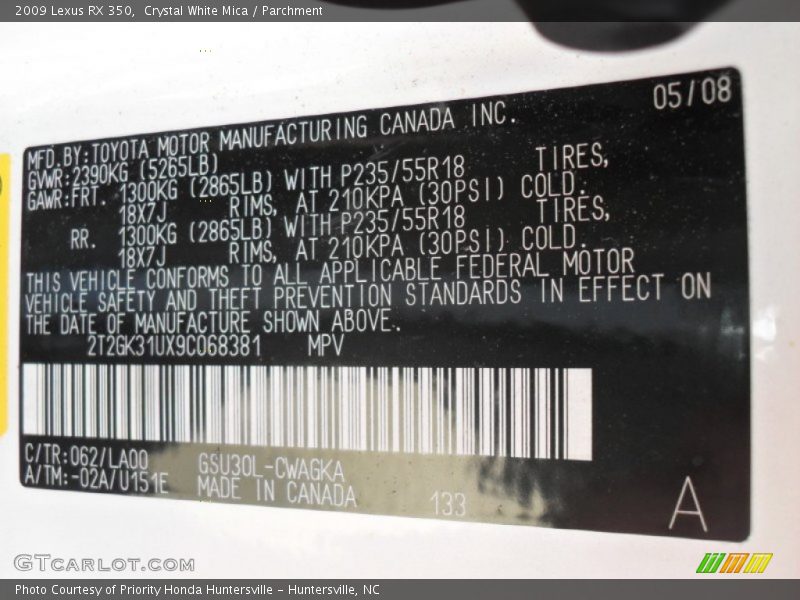 2009 Lexus RX 350,  Crystal White Mica / Parchment
05/08
MFD.BY:TOYOTA MOTOR MANUFACTURING CANADA INC.
GVWR:2390KG (5265LB)
GAWR:FRT. 1300KG (2865LB) WITH P235/55R18 TIRES,
18X7J RIMS, AT 210KPA (30PSI) COLD.
RR. 1300KG (2865LB) WITH P235/55R18 TIRES,
18X7J RIMS, AT 210KPA (30PSI) COLD.
THIS VEHICLE CONFORMS TO ALL APPLICABLE FEDERAL MOTOR
VEHICLE SAFETY AND THEFT PREVENTION STANDARDS IN EFFECT ON
THE DATE OF MANUFACTURE SHOWN ABOVE.
2T2GK31UX9C068381 MPV
C/TR:062/LA00 GSU30L-CWAGKA
A/TM:-02A/U151E MADE IN CANADA 133
A
GTCARLOT.COM
Photo Courtesy of Priority Honda Huntersville - Huntersville, NC